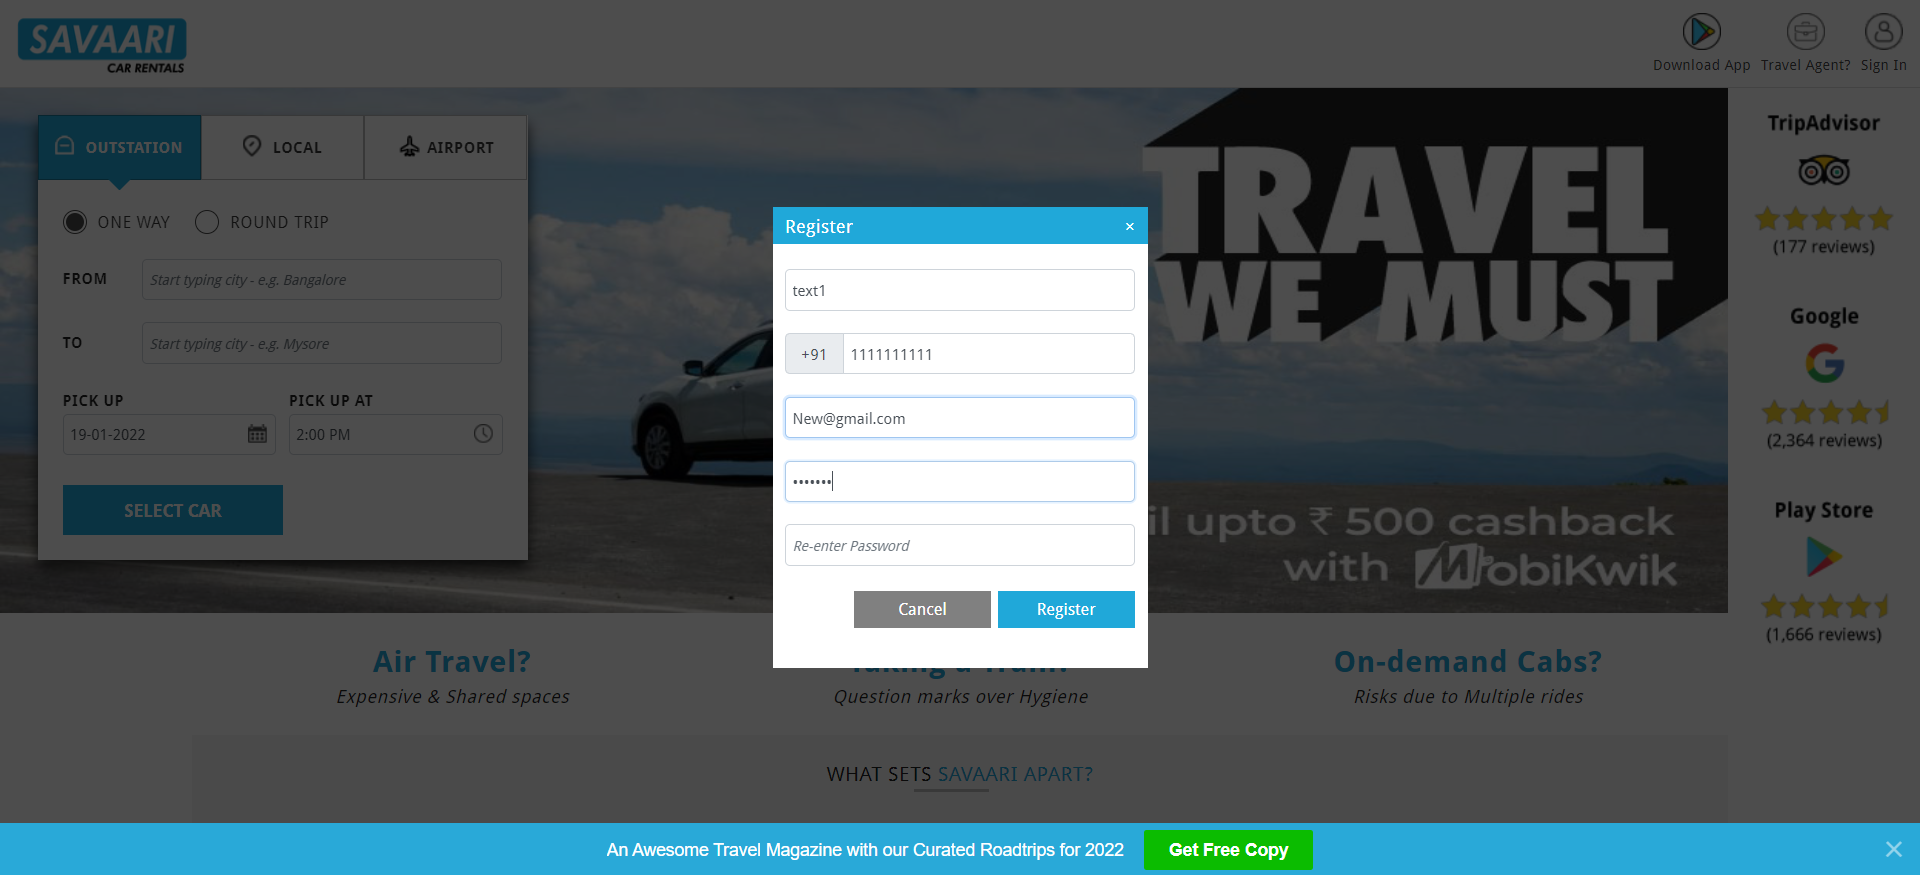 SAVAARI
CAR RENTALS
Download App
Travel Agent?
Sign In
OUTSTATION
LOCAL
AIRPORT
ONE WAY
ROUND TRIP
FROM
Start typing city - e.g. Bangalore
TO
Start typing city - e.g. Mysore
PICK UP
PICK UP AT
19-01-2022
2:00 PM
SELECT CAR
TRAVEL
WE MUST
il upto ₹ 500 cashback
with MobiKwik
Register
×
text1
+91
1111111111
New@gmail.com
•••••••
Re-enter Password
Cancel
Register
TripAdvisor
(177 reviews)
Google
(2,364 reviews)
Play Store
(1,666 reviews)
Air Travel?
Expensive & Shared spaces
Question marks over Hygiene
On-demand Cabs?
Risks due to Multiple rides
WHAT SETS SAVAARI APART?
An Awesome Travel Magazine with our Curated Roadtrips for 2022
Get Free Copy